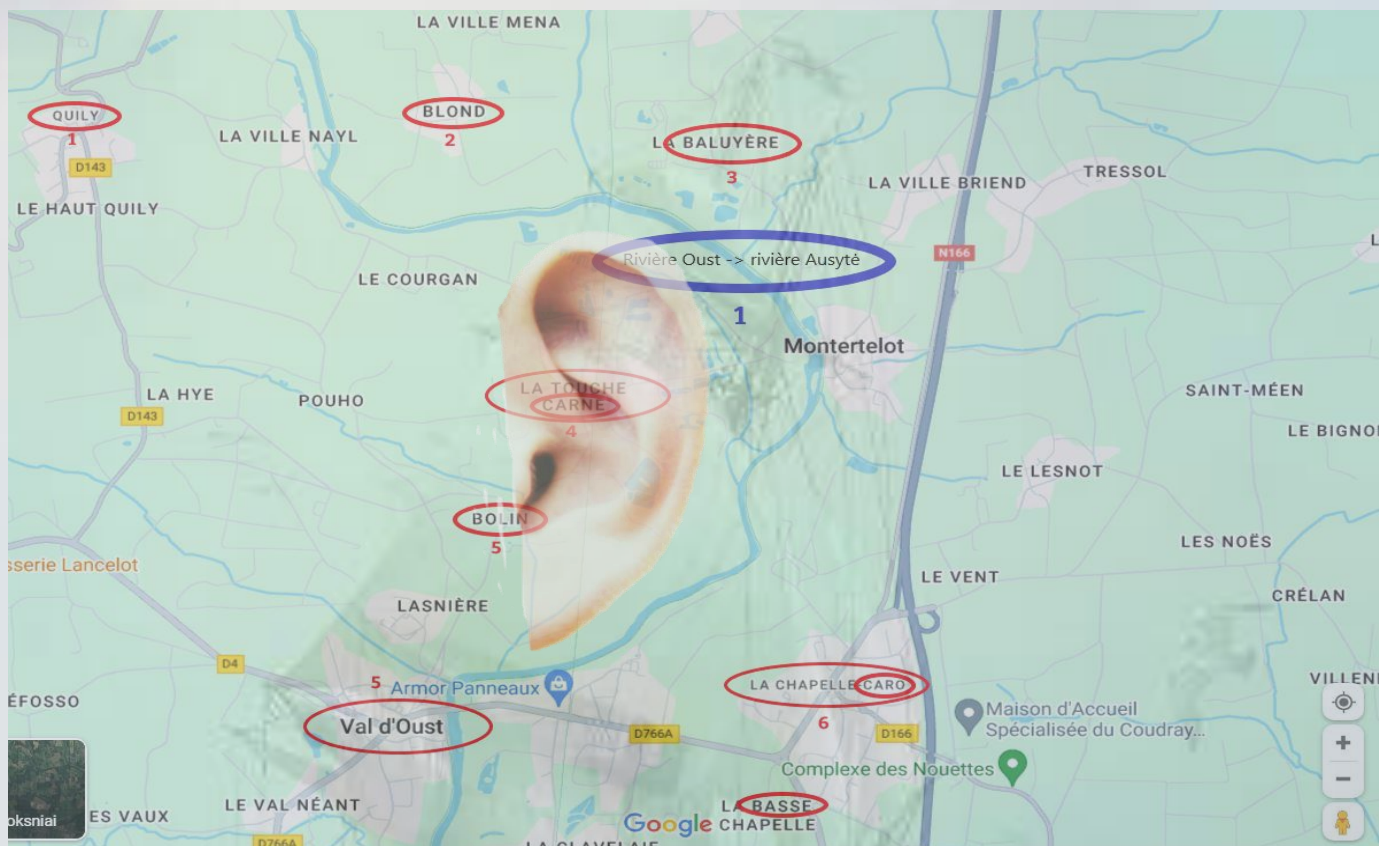 LA VILLE MENA
QUILY
1
BLOND
2
LA VILLE NAYL
LA BALUYÈRE
3
D143
LA VILLE BRIEND
TRESSOL
LE HAUT QUILY
N166
Rivière Oust -> rivière Ausytė
1
LE COURGAN
Montertelot
LA TOUCHE
CARNE
4
LA HYE
POUHO
D143
SAINT-MÉEN
LE BIGNO
LE LESNOT
BOLIN
5
LES NOËS
sserie Lancelot
LE VENT
CRÉLAN
LASNIÈRE
D4
5
Armor Panneaux
LA CHAPELLE-CARO
6
VILLEN
ÉFOSSO
Val d'Oust
D766A
D166
Maison d'Accueil
Spécialisée du Coudray...
Complexe des Nouettes
LE VAL NÉANT
LA BASSE
CHAPELLE
Google
oksniai
ES VAUX
D766A
LA CLAVELAIE